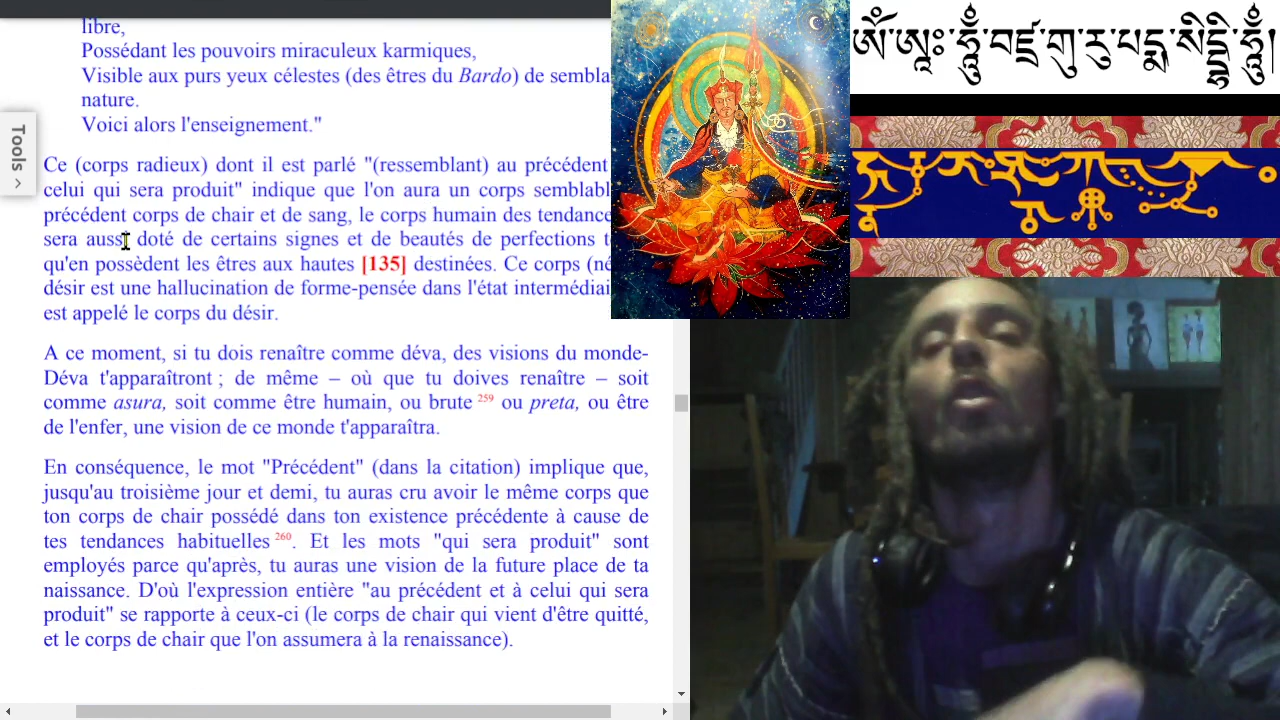 libre,
Possédant les pouvoirs miraculeux karmiques,
Visible aux purs yeux célestes (des êtres du Bardo) de sembla
nature.
Voici alors l'enseignement."
Tools >
Ce (corps radieux) dont il est parlé "(ressemblant) au précédent
celui qui sera produit" indique que l'on aura un corps semblabl
précédent corps de chair et de sang, le corps humain des tendance
sera aussi doté de certains signes et de beautés de perfections t
qu'en possèdent les êtres aux hautes [135] destinées. Ce corps (né
désir est une hallucination de forme-pensée dans l'état intermédiai
est appelé le corps du désir.
A ce moment, si tu dois renaître comme déva, des visions du monde-
Déva t'apparaîtront ; de même – où que tu doives renaître – soit
comme asura, soit comme être humain, ou brute 259 ou preta, ou être
de l'enfer, une vision de ce monde t'apparaîtra.
En conséquence, le mot "Précédent" (dans la citation) implique que,
jusqu'au troisième jour et demi, tu auras cru avoir le même corps que
ton corps de chair possédé dans ton existence précédente à cause de
tes tendances habituelles 260. Et les mots "qui sera produit" sont
employés parce qu'après, tu auras une vision de la future place de ta
naissance. D'où l'expression entière "au précédent et à celui qui sera
produit" se rapporte à ceux-ci (le corps de chair qui vient d'être quitté,
et le corps de chair que l'on assumera à la renaissance).
ༀ་ཨཱཿ་ཧཱུྃ་བཛྲ་གུ་རུ་པདྨ་སིདྡྷི་ཧཱུྃ།